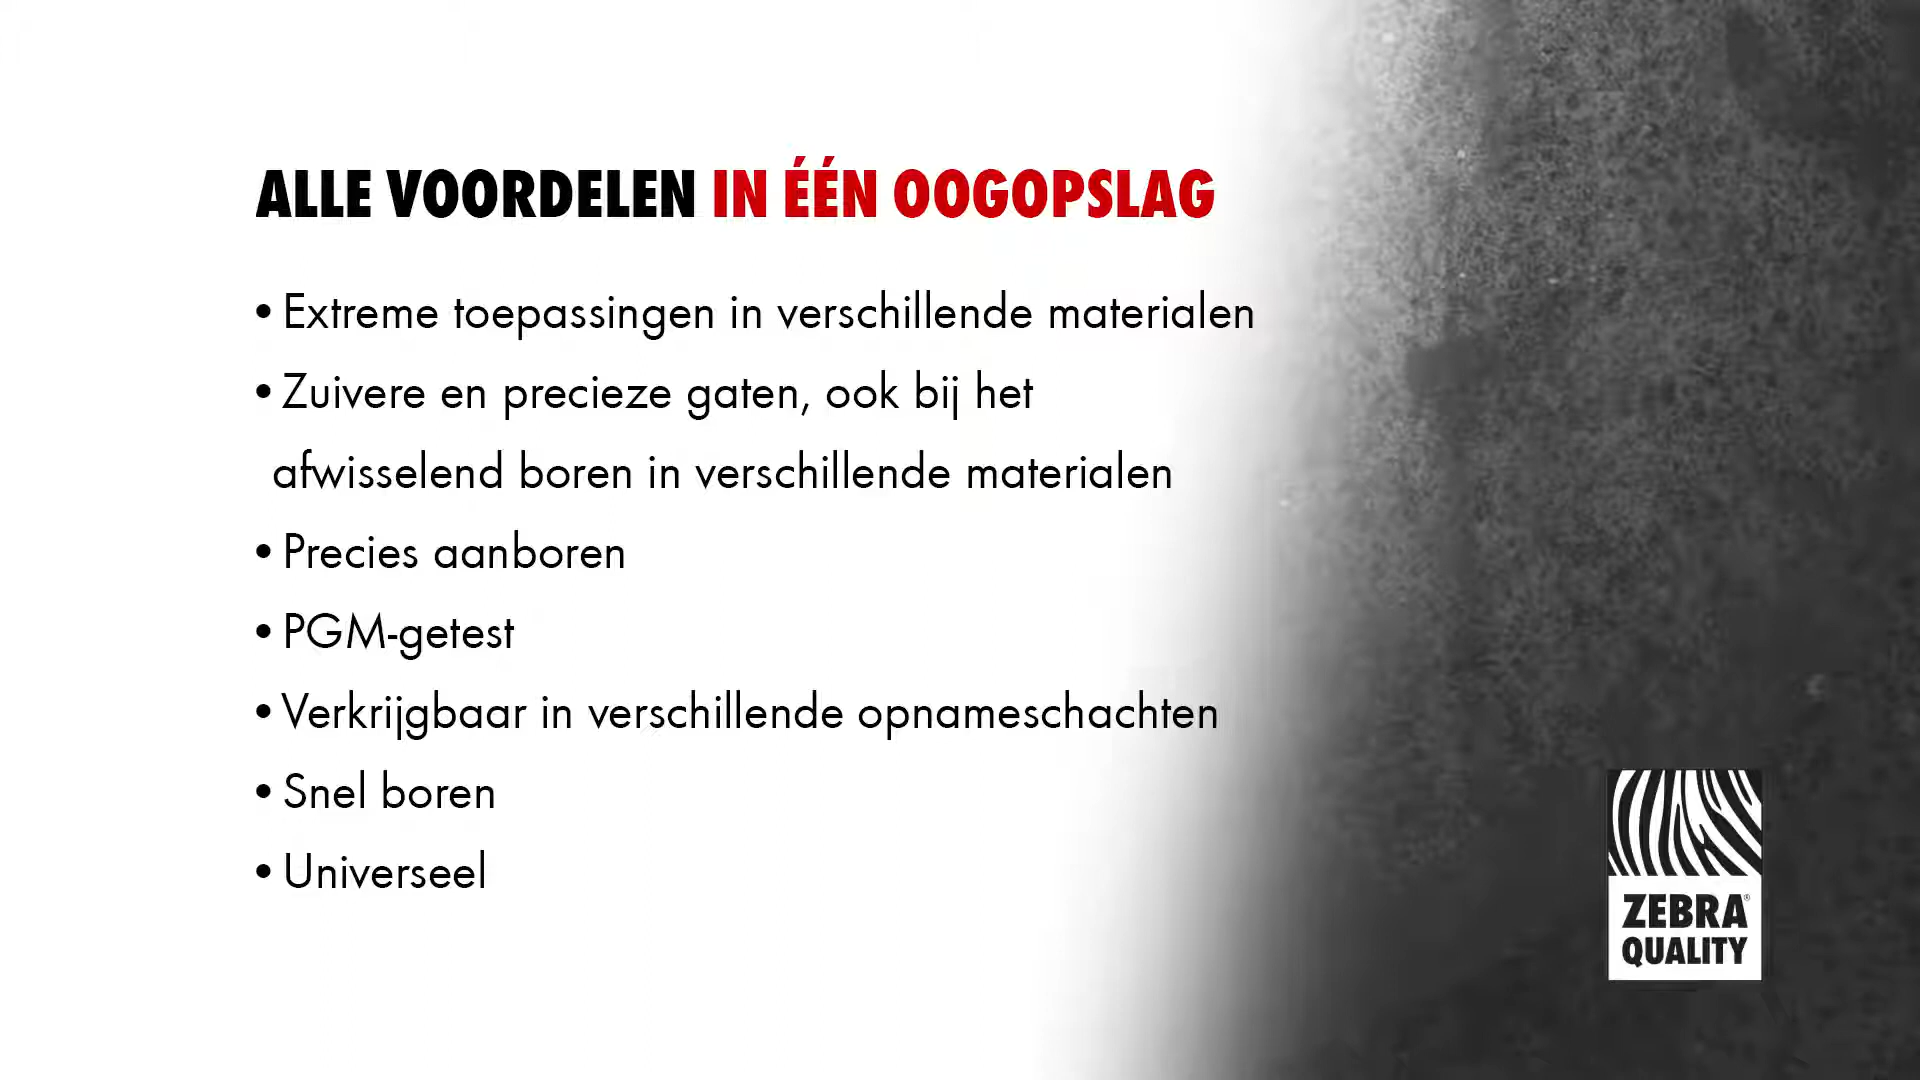 ALLE VOORDELEN IN ÉÉN OOGOPSLAG
• Extreme toepassingen in verschillende materialen
• Zuivere en precieze gaten, ook bij het
afwisselend boren in verschillende materialen
• Precies aanboren
• PGM-getest
• Verkrijgbaar in verschillende opnameschachten
• Snel boren
• Universeel
ZEBRA®
QUALITY